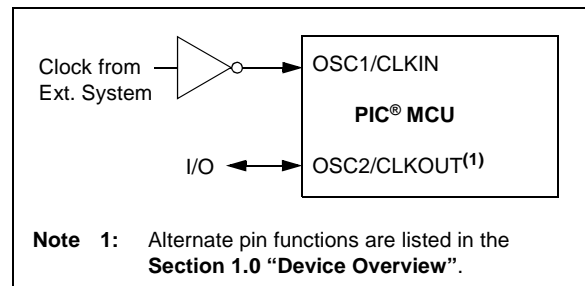 Clock from
Ext. System
OSC1/CLKIN
PIC® MCU
I/O
OSC2/CLKOUT(1)
Note 1: Alternate pin functions are listed in the
Section 1.0 “Device Overview”.